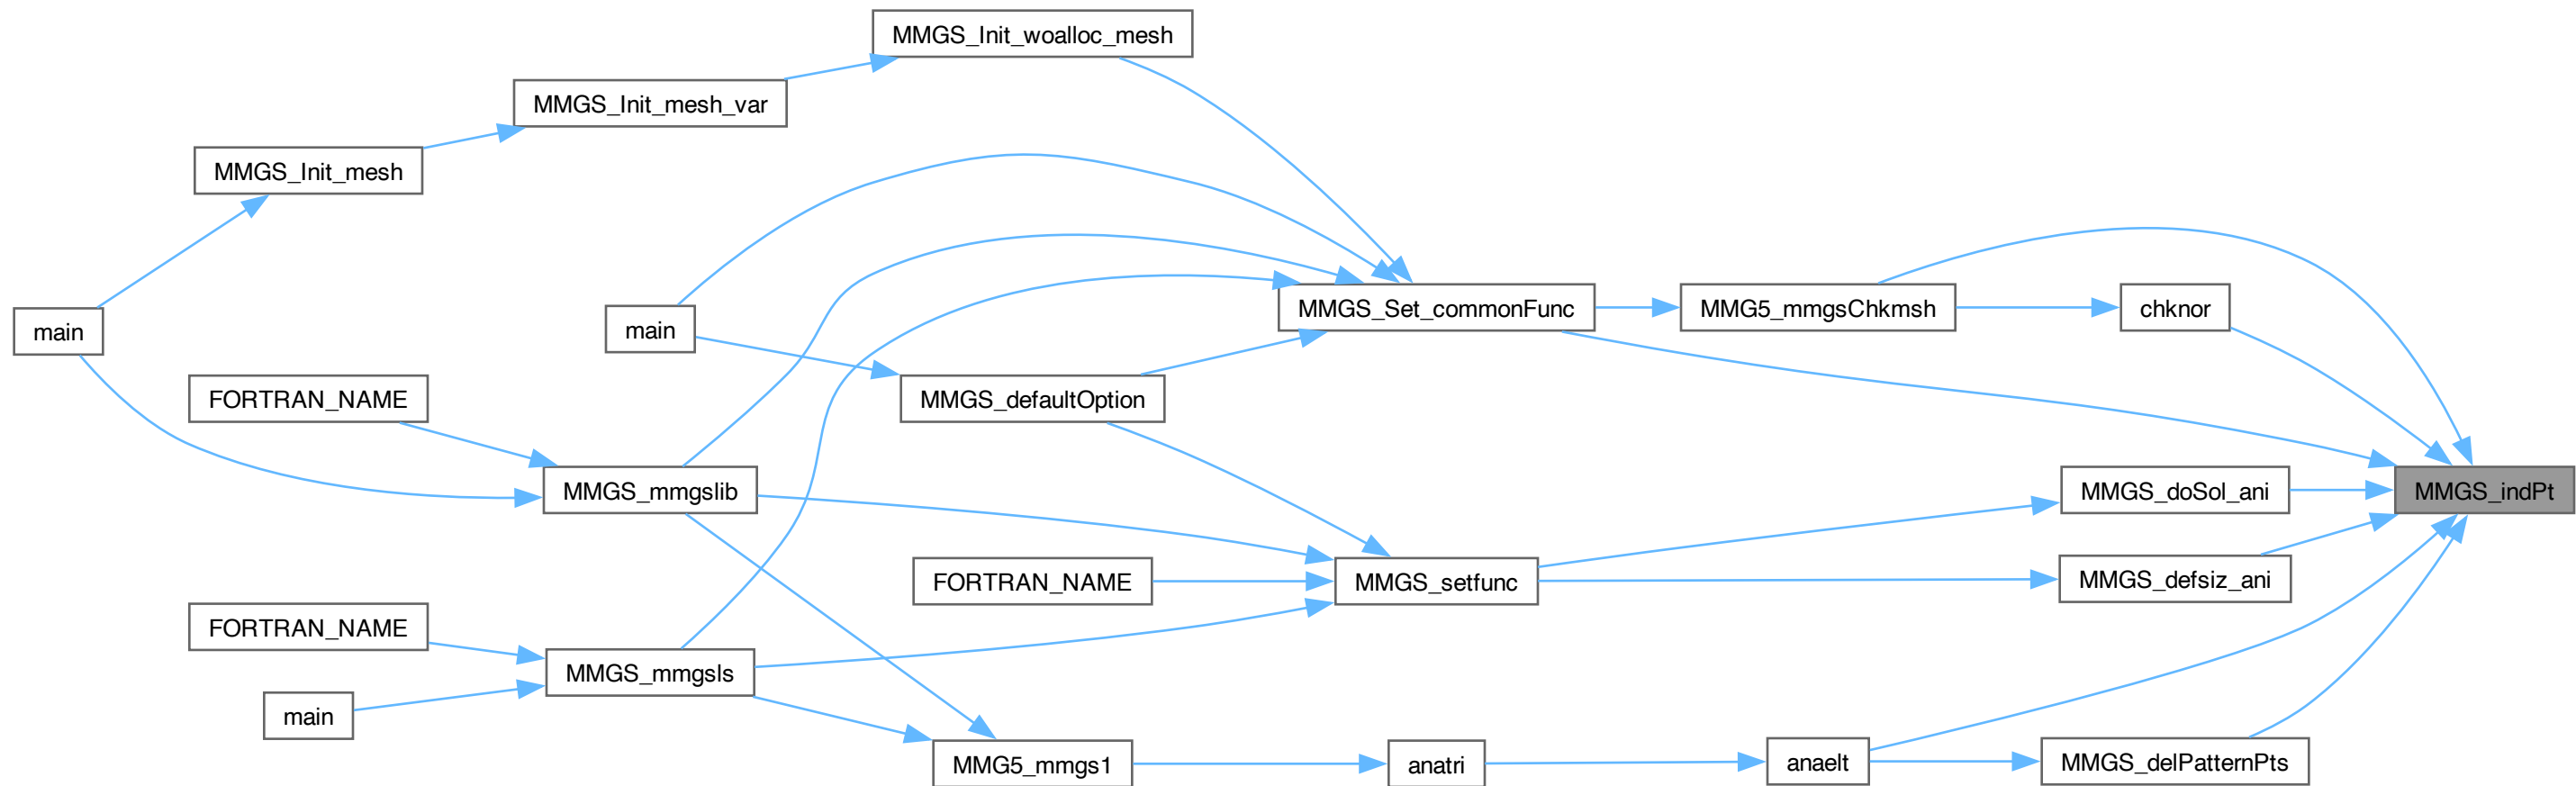 MMGS_Init_woalloc_mesh
MMGS_Init_mesh_var
MMGS_Init_mesh
main
main
MMGS_Set_commonFunc
MMG5_mmgsChkmsh
chknor
FORTRAN_NAME
MMGS_defaultOption
MMGS_mmgslib
MMGS_doSol_ani
MMGS_indPt
FORTRAN_NAME
MMGS_setfunc
MMGS_defsiz_ani
FORTRAN_NAME
MMGS_mmgsls
main
MMG5_mmgs1
anatri
anaelt
MMGS_delPatternPts